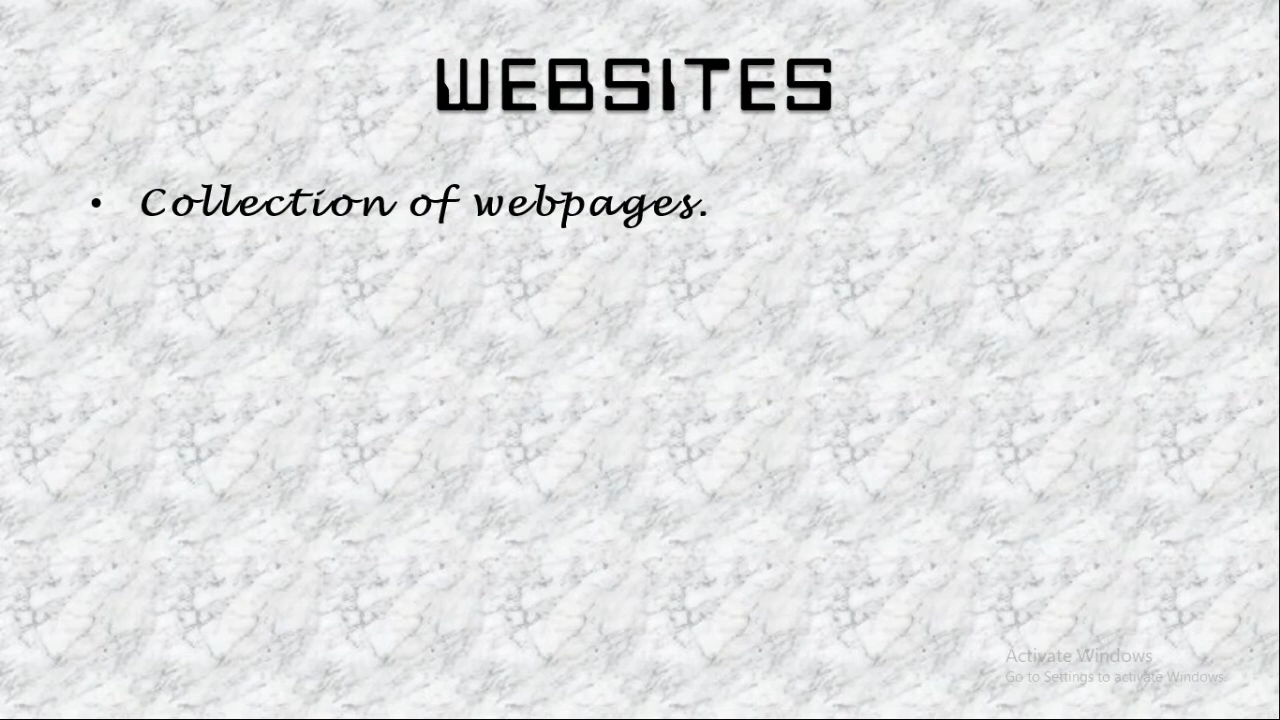 WEBSITES
• Collection of webpages.
Activate Windows
Go to Settings to activate Windows.